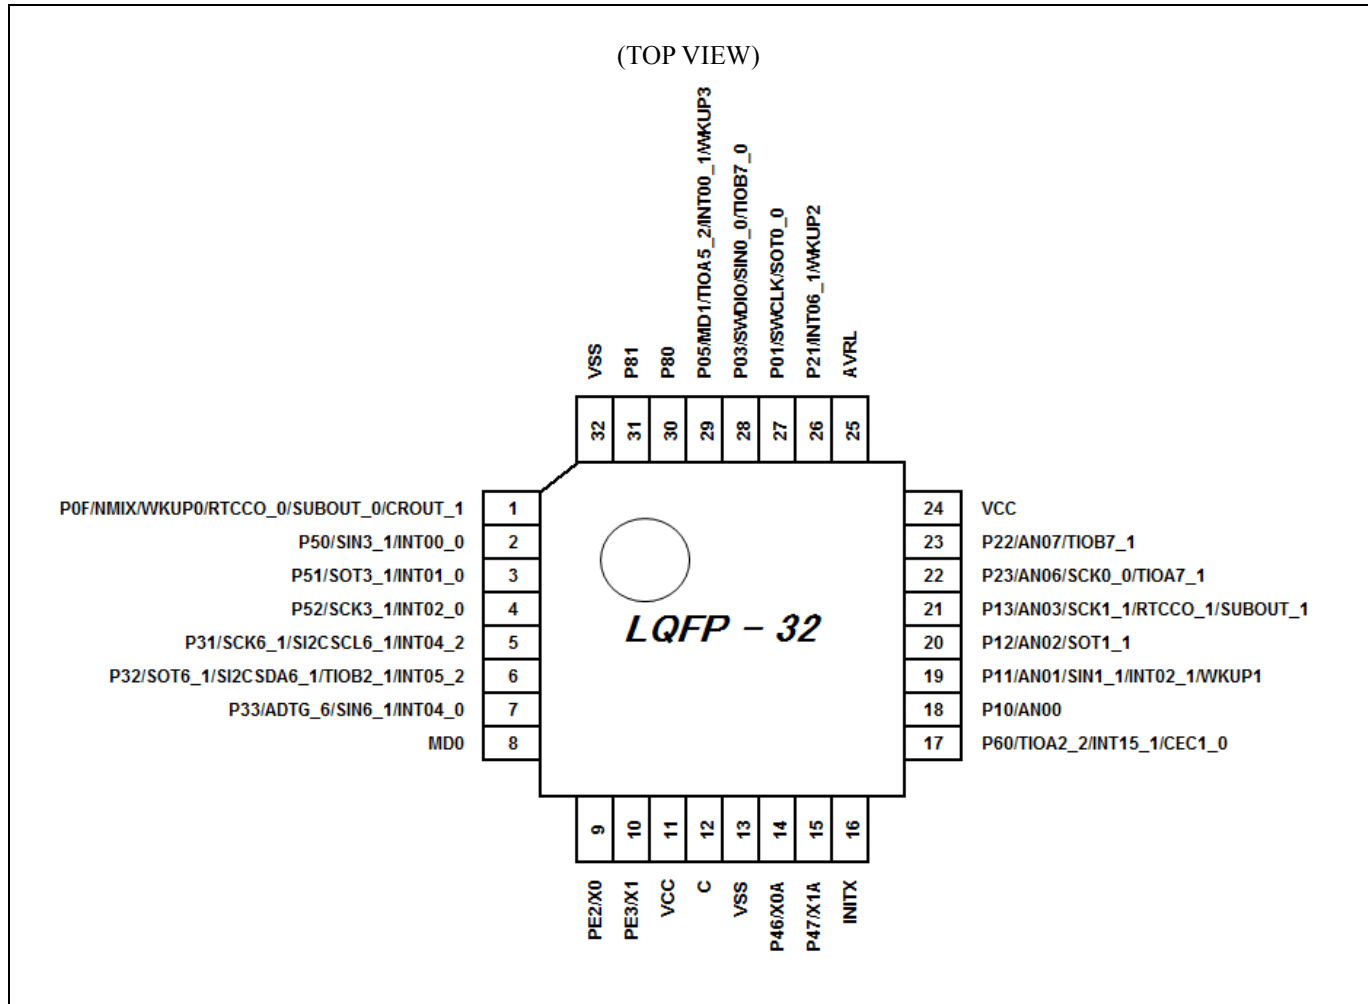 (TOP VIEW)
VSS
P81
P80
P05/MD1/TIOA5_2/INT00_1/WKUP3
P03/SWDIO/SIN0_0/TIOB7_0
P01/SWCLK/SOT0_0
P21/INT06_1/WKUP2
AVRL
32
31
30
29
28
27
26
25
P0F/NMIX/WKUP0/RTCCO_0/SUBOUT_0/CROUT_1 1
P50/SIN3_1/INT00_0 2
P51/SOT3_1/INT01_0 3
P52/SCK3_1/INT02_0 4
P31/SCK6_1/SI2CSCL6_1/INT04_2 5
P32/SOT6_1/SI2CSDA6_1/TIOB2_1/INT05_2 6
P33/ADTG_6/SIN6_1/INT04_0 7
MD0 8
LQFP - 32
24 VCC
23 P22/AN07/TIOB7_1
22 P23/AN06/SCK0_0/TIOA7_1
21 P13/AN03/SCK1_1/RTCCO_1/SUBOUT_1
20 P12/AN02/SOT1_1
19 P11/AN01/SIN1_1/INT02_1/WKUP1
18 P10/AN00
17 P60/TIOA2_2/INT15_1/CEC1_0
9
10
11
12
13
14
15
16
PE2/X0
PE3/X1
VCC
C
VSS
P46/X0A
P47/X1A
INITX